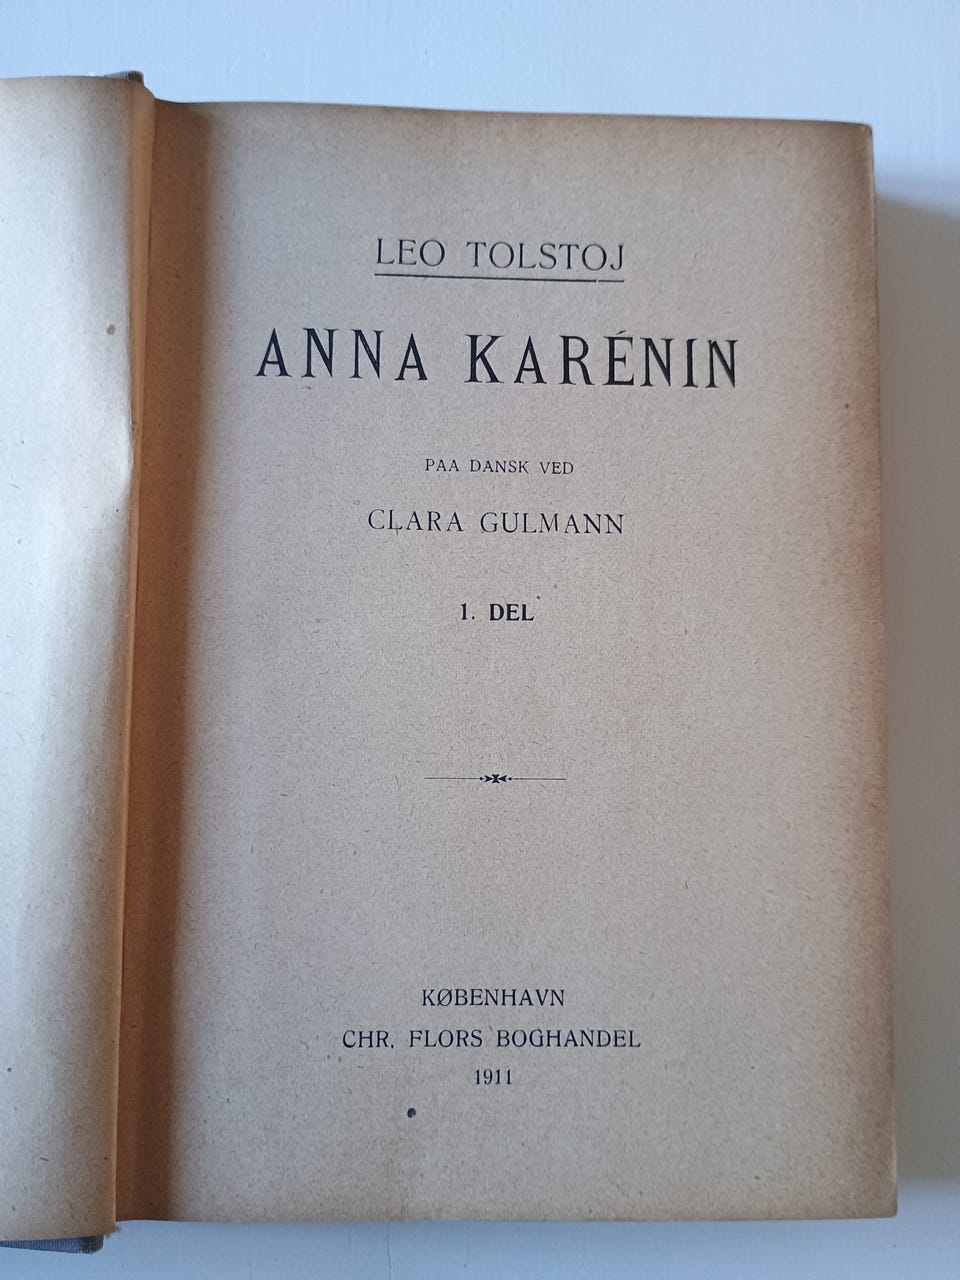 LEO TOLSTOJ
ANNA KARÉNIN
PAA DANSK VED
CLARA GULMANN
1. DEL
KØBENHAVN
CHR. FLORS BOGHANDEL
1911